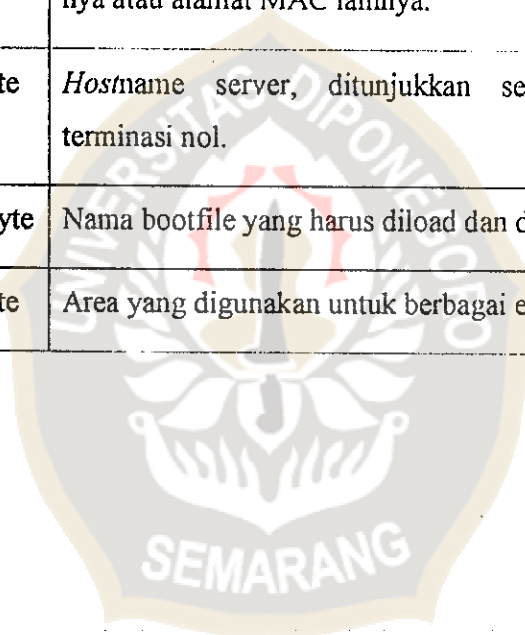 nya atau alamat MAC lainnya.
te Hostname server, ditunjukkan se
terminasi nol.
yte Nama bootfile yang harus diload dan d
te Area yang digunakan untuk berbagai e
UNIVERSITAS DIPONEGORO
SEMARANG